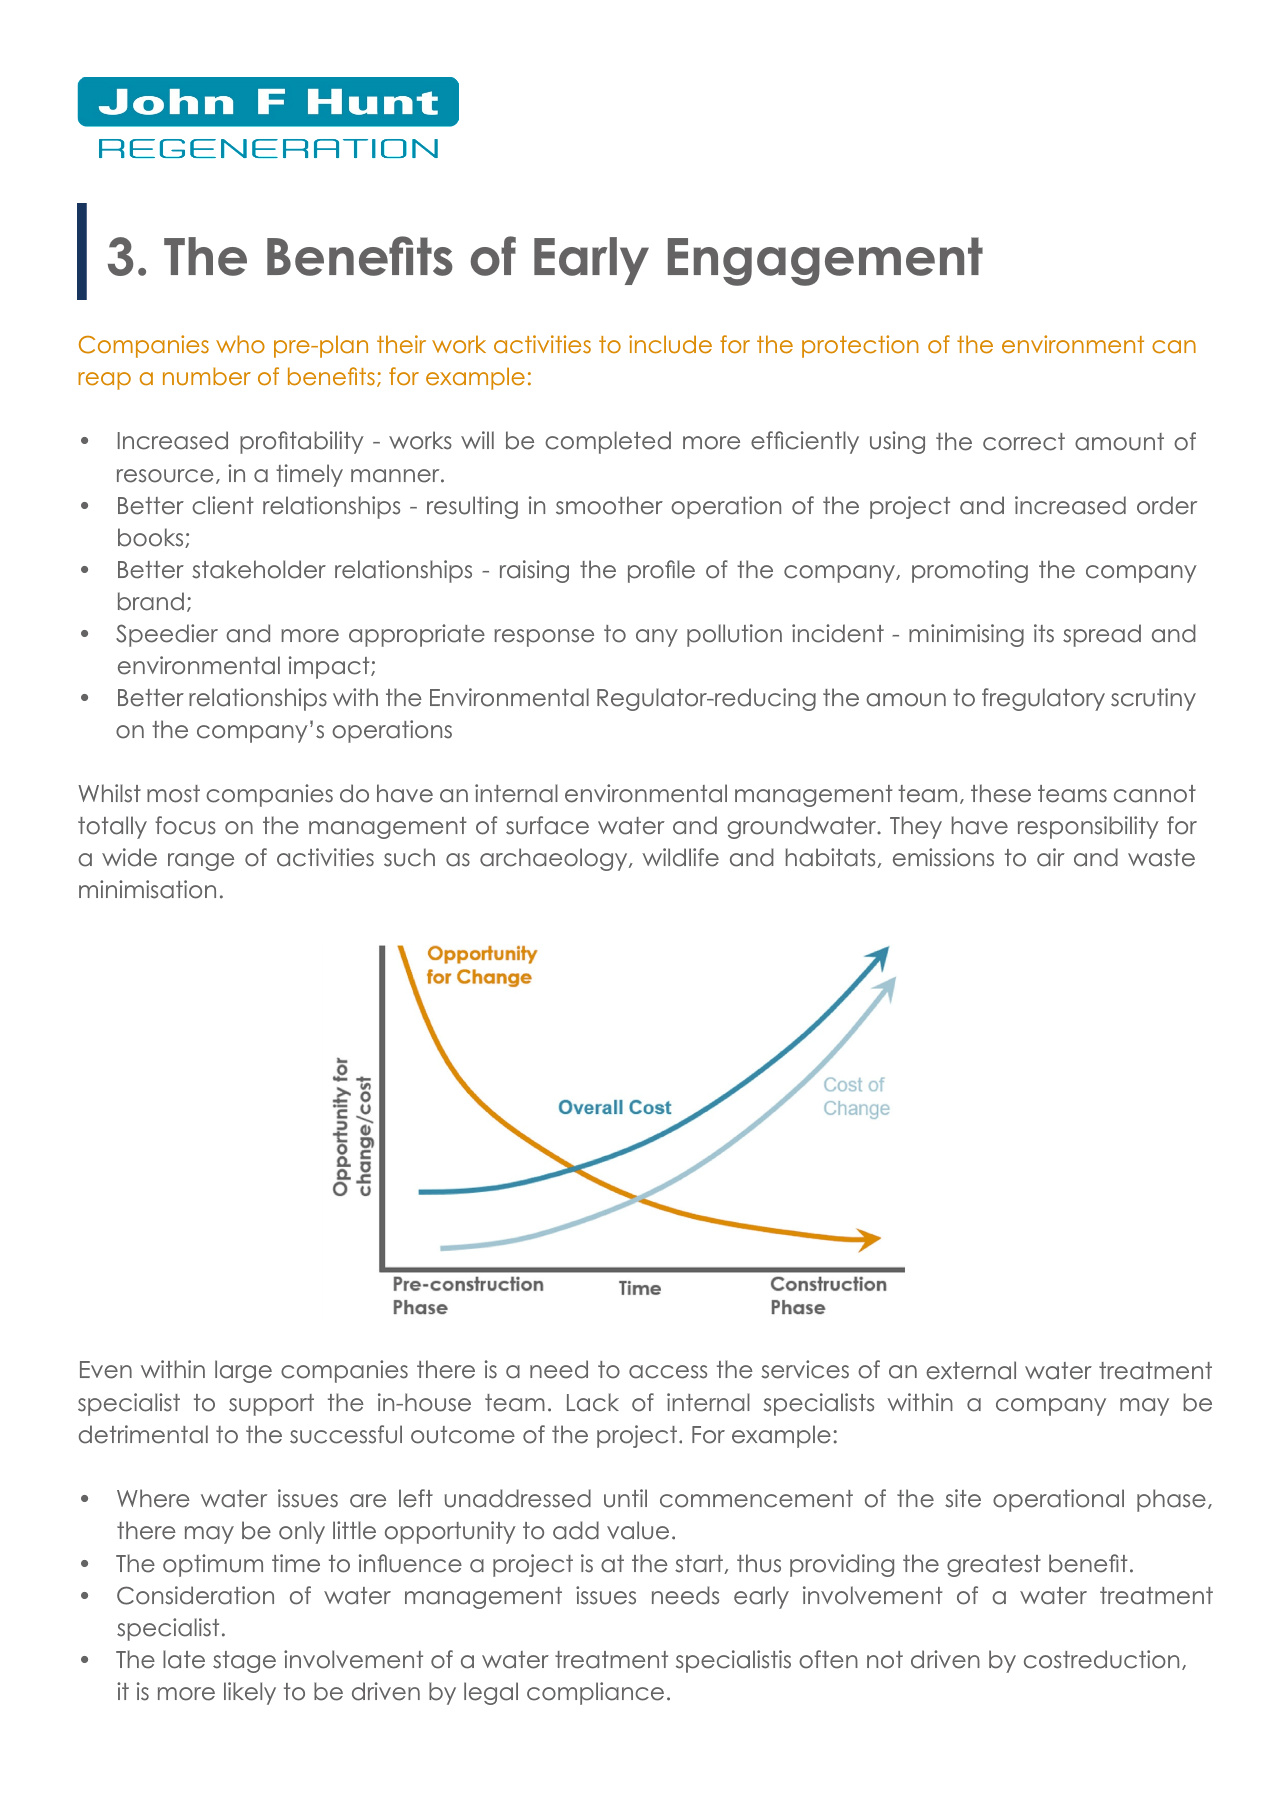 John F Hunt
REGENERATION
3. The Benefits of Early Engagement
Companies who pre-plan their work activities to include for the protection of the environment can
reap a number of benefits; for example:
• Increased profitability - works will be completed more efficiently using the correct amount of
resource, in a timely manner.
• Better client relationships - resulting in smoother operation of the project and increased order
books;
• Better stakeholder relationships - raising the profile of the company, promoting the company
brand;
• Speedier and more appropriate response to any pollution incident - minimising its spread and
environmental impact;
• Better relationships with the Environmental Regulator-reducing the amoun to fregulatory scrutiny
on the company’s operations
Whilst most companies do have an internal environmental management team, these teams cannot
totally focus on the management of surface water and groundwater. They have responsibility for
a wide range of activities such as archaeology, wildlife and habitats, emissions to air and waste
minimisation.
Opportunity
for Change
Opportunity for
change/cost
Overall Cost
Cost of
Change
Pre-construction
Phase
Time
Construction
Phase
Even within large companies there is a need to access the services of an external water treatment
specialist to support the in-house team. Lack of internal specialists within a company may be
detrimental to the successful outcome of the project. For example:
• Where water issues are left unaddressed until commencement of the site operational phase,
there may be only little opportunity to add value.
• The optimum time to influence a project is at the start, thus providing the greatest benefit.
• Consideration of water management issues needs early involvement of a water treatment
specialist.
• The late stage involvement of a water treatment specialistis often not driven by costreduction,
it is more likely to be driven by legal compliance.